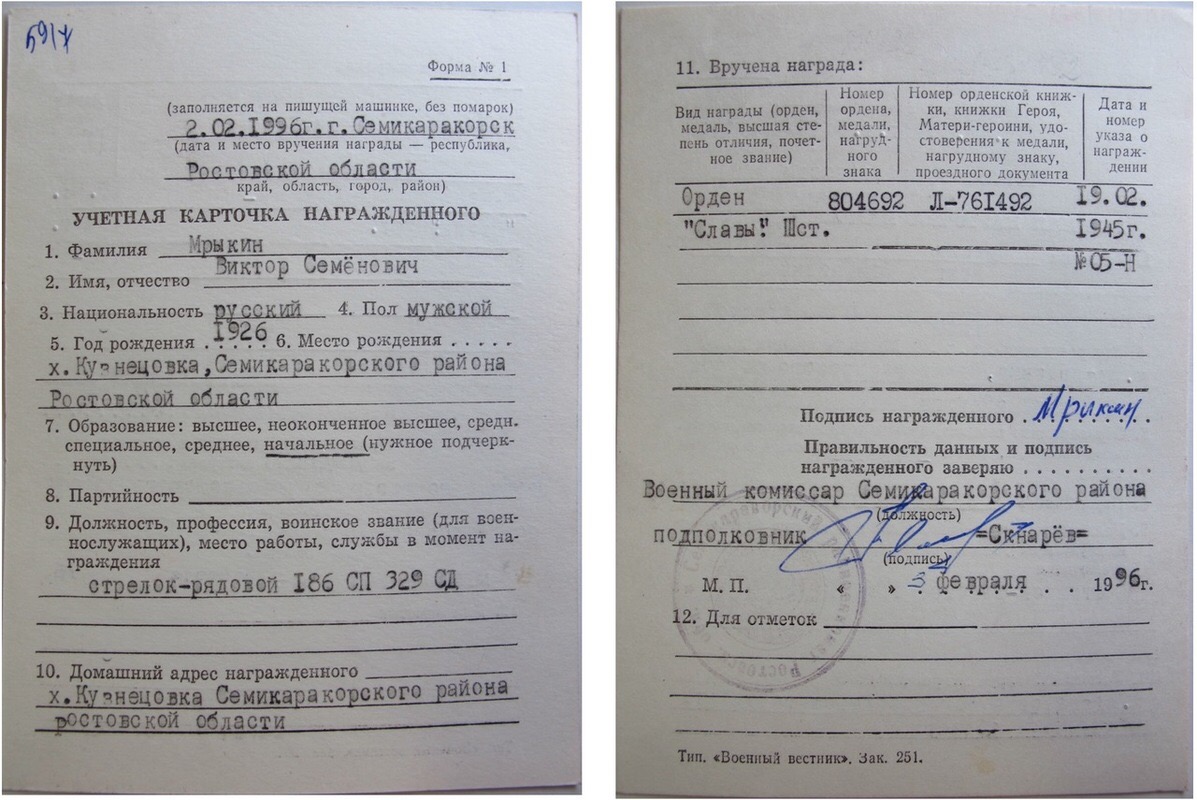 5917
Форма № 1
(заполняется на пишущей машинке, без помарок)
2.02.1996г.г.Семикаракорск
(дата и место вручения награды — республика,
Ростовской области
край, область, город, район)
УЧЕТНАЯ КАРТОЧКА НАГРАЖДЕННОГО
1. Фамилия Мрыкин
2. Имя, отчество Виктор Семёнович
3. Национальность русский 4. Пол мужской
5. Год рождения 1926 6. Место рождения . . . . .
х.Кузнецовка,Семикаракорского района
Ростовской области
7. Образование: высшее, неоконченное высшее, средн.
специальное, среднее, начальное (нужное подчерк-
нуть)
8. Партийность
9. Должность, профессия, воинское звание (для воен-
нослужащих), место работы, службы в момент на-
граждения
стрелок-рядовой I86 СП 329 СД
10. Домашний адрес награжденного
х.Кузнецовка Семикаракорского района
ростовской области
11. Вручена награда:
Вид награды (орден, медаль, высшая сте-
пень отличия, почет-
ное звание)
Номер ордена, медали, нагруд-
ного знака
Номер орденской книж-
ки, книжки Героя,
Матери-героини, удо-
стоверения к медали,
нагрудному знаку,
проездного документа
Дата и номер указа о награж-
дении
Орден 804692 Л-76I492 I9.02.
"Славы" Шст. I945г.
№05-Н
Подпись награжденного . Мрыкин
Правильность данных и подпись
награжденного заверяю . . . . . . . . . .
Военный комиссар Семикаракорского района
(должность)
подполковник =Скнарёв=
(подпись)
М. П. « 3 » февраля . . 1996г.
12. Для отметок
Тип. «Военный вестник». Зак. 251.